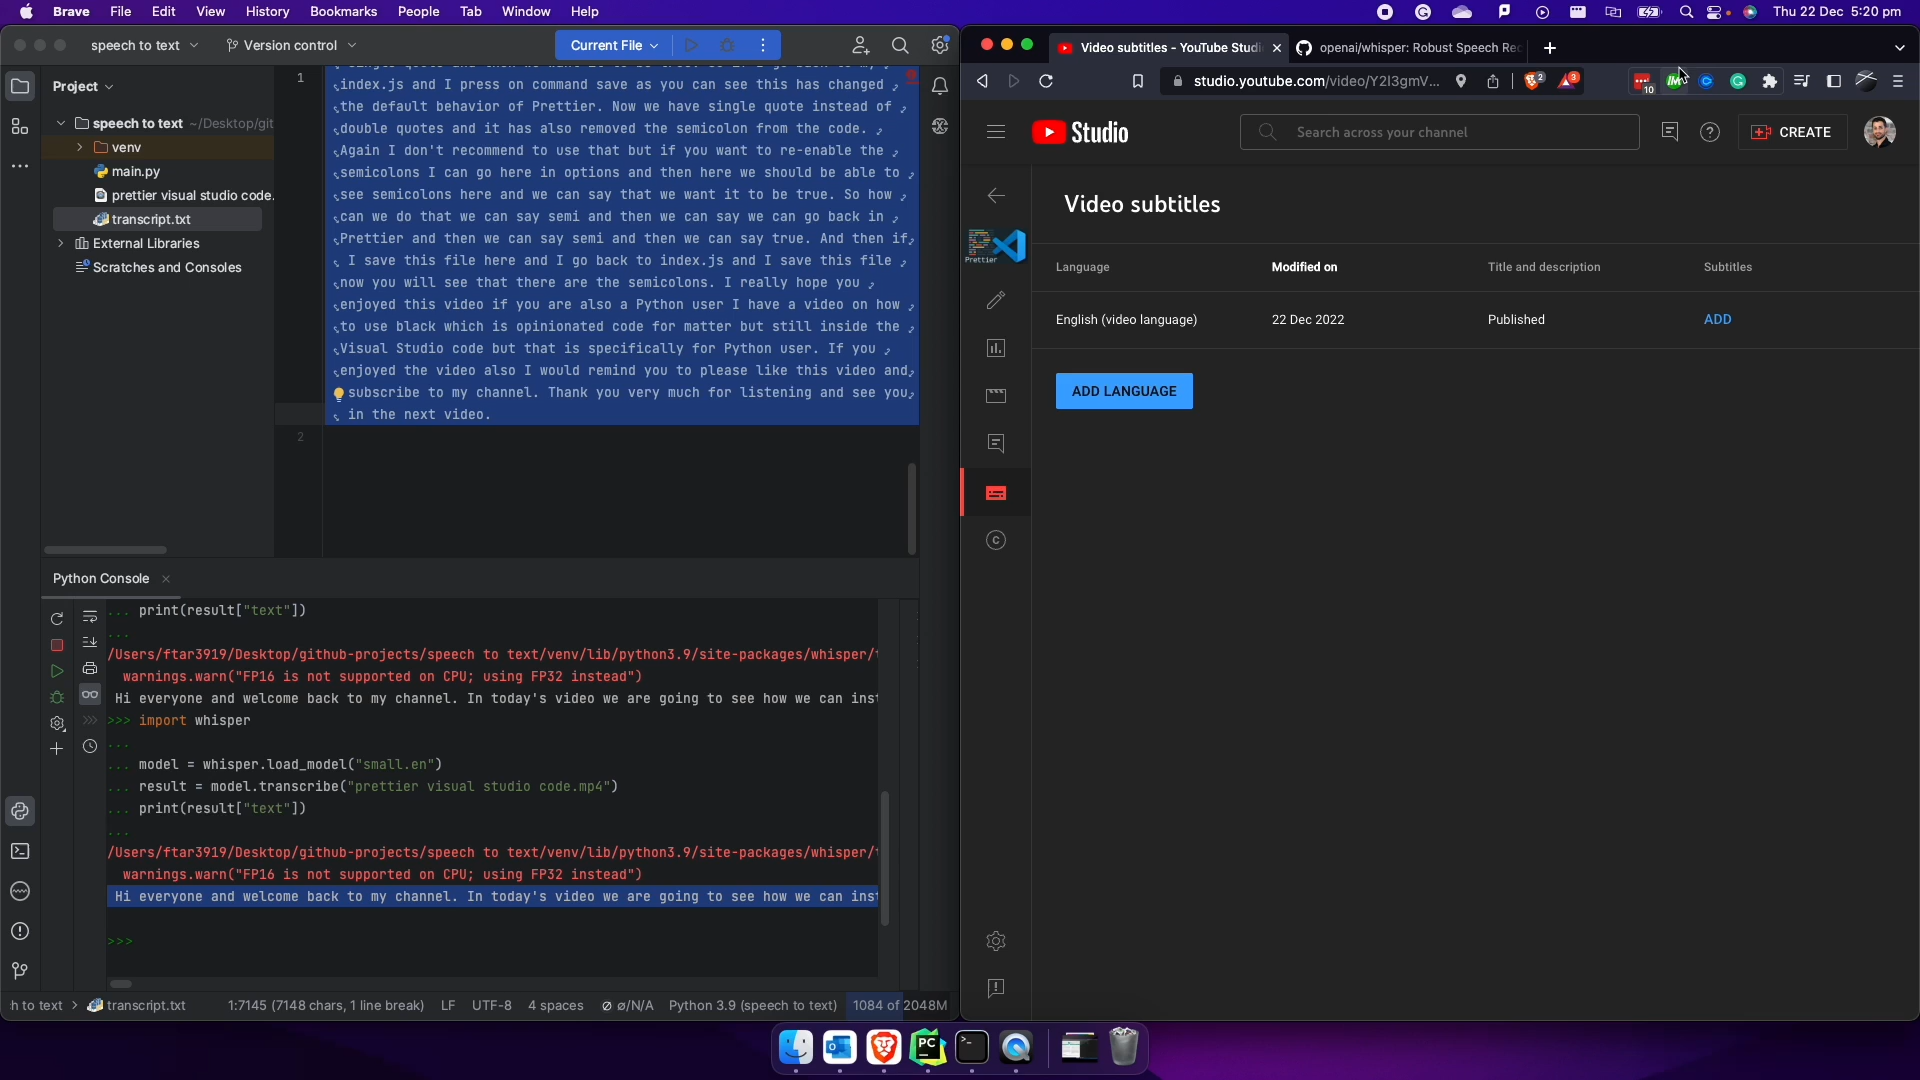 Brave File Edit View History Bookmarks People Tab Window Help
Thu 22 Dec 5:20 pm
speech to text
Version control
Current File
Project
speech to text ~/Desktop/git
venv
main.py
prettier visual studio code.
transcript.txt
External Libraries
Scratches and Consoles
1
index.js and I press on command save as you can see this has changed
the default behavior of Prettier. Now we have single quote instead of
double quotes and it has also removed the semicolon from the code.
Again I don't recommend to use that but if you want to re-enable the
semicolons I can go here in options and then here we should be able to
see semicolons here and we can say that we want it to be true. So how
can we do that we can say semi and then we can say we can go back in
Prettier and then we can say semi and then we can say true. And then if
I save this file here and I go back to index.js and I save this file
now you will see that there are the semicolons. I really hope you
enjoyed this video if you are also a Python user I have a video on how
to use black which is opinionated code for matter but still inside the
Visual Studio code but that is specifically for Python user. If you
enjoyed the video also I would remind you to please like this video and
subscribe to my channel. Thank you very much for listening and see you
in the next video.
2
Python Console
... print(result["text"])
...
/Users/ftar3919/Desktop/github-projects/speech to text/venv/lib/python3.9/site-packages/whisper/t
warnings.warn("FP16 is not supported on CPU; using FP32 instead")
Hi everyone and welcome back to my channel. In today's video we are going to see how we can inst
>>> import whisper
...
... model = whisper.load_model("small.en")
... result = model.transcribe("prettier visual studio code.mp4")
... print(result["text"])
...
/Users/ftar3919/Desktop/github-projects/speech to text/venv/lib/python3.9/site-packages/whisper/t
warnings.warn("FP16 is not supported on CPU; using FP32 instead")
Hi everyone and welcome back to my channel. In today's video we are going to see how we can inst
>>>
h to text > transcript.txt
1:7145 (7148 chars, 1 line break) LF UTF-8 4 spaces ø/N/A Python 3.9 (speech to text) 1084 of 2048M
Video subtitles - YouTube Studi
openai/whisper: Robust Speech Rec
studio.youtube.com/video/Y2I3gmV...
2
3
10
Studio
Search across your channel
CREATE
Video subtitles
Prettier
Language Modified on Title and description Subtitles
English (video language) 22 Dec 2022 Published ADD
ADD LANGUAGE
PC